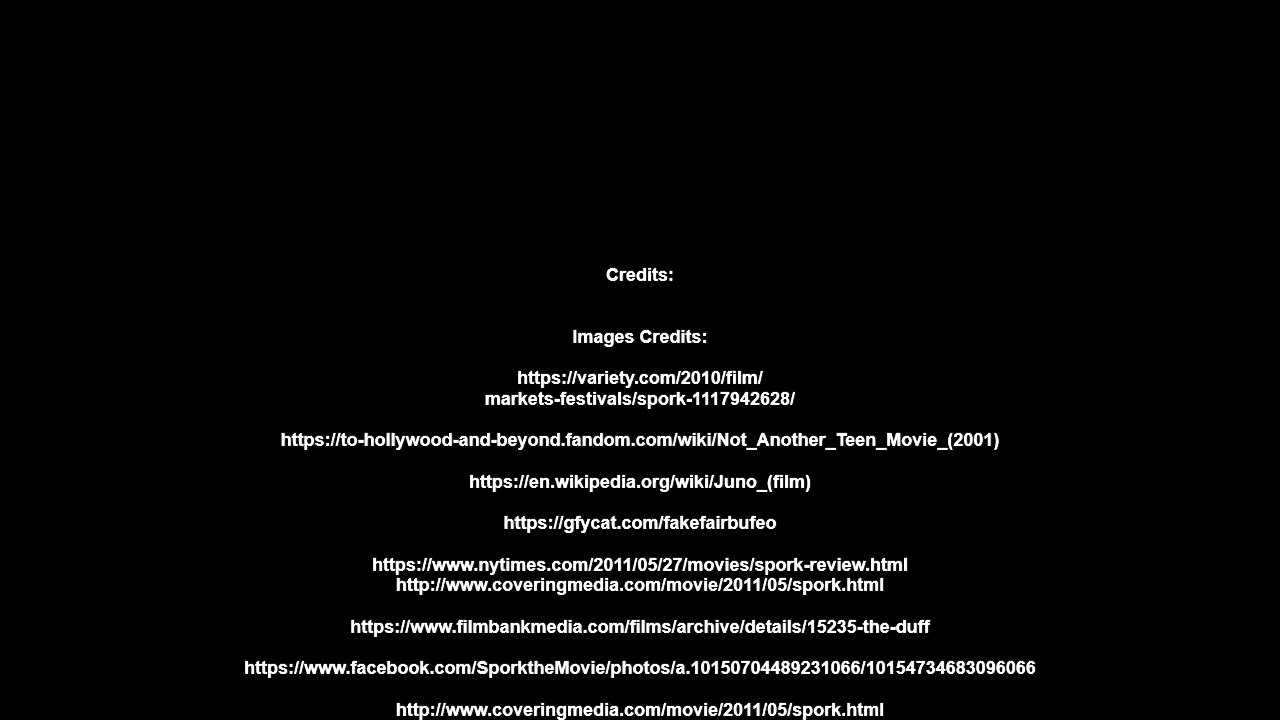 Credits:
Images Credits:
https://variety.com/2010/film/
markets-festivals/spork-1117942628/
https://to-hollywood-and-beyond.fandom.com/wiki/Not_Another_Teen_Movie_(2001)
https://en.wikipedia.org/wiki/Juno_(film)
https://gfycat.com/fakefairbufeo
https://www.nytimes.com/2011/05/27/movies/spork-review.html
http://www.coveringmedia.com/movie/2011/05/spork.html
https://www.filmbankmedia.com/films/archive/details/15235-the-duff
https://www.facebook.com/SporktheMovie/photos/a.10150704489231066/10154734683096066
http://www.coveringmedia.com/movie/2011/05/spork.html